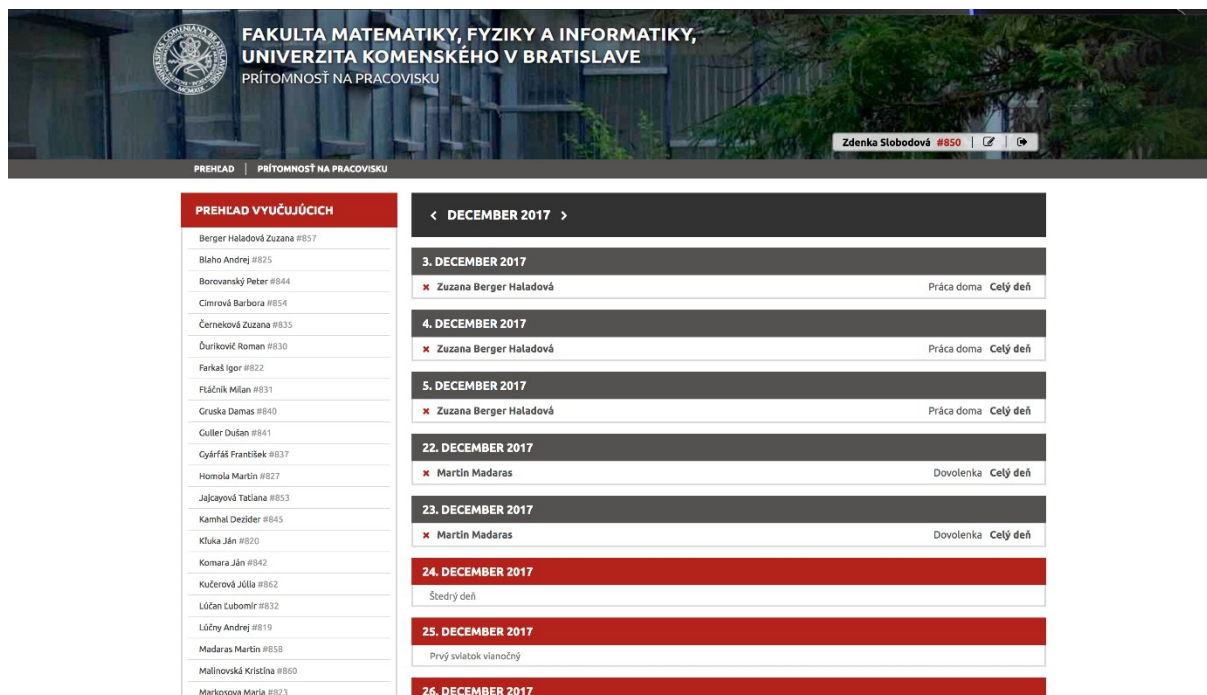 FAKULTA MATEMATIKY, FYZIKY A INFORMATIKY,
UNIVERZITA KOMENSKÉHO V BRATISLAVE
PRÍTOMNOSŤ NA PRACOVISKU
Zdenka Slobodová #850
PREHĽAD | PRÍTOMNOSŤ NA PRACOVISKU
PREHĽAD VYUČUJÚCICH
Berger Haladová Zuzana #857
Blaho Andrej #825
Borovanský Peter #844
Cimrová Barbora #854
Černeková Zuzana #835
Ďurikovič Roman #830
Farkaš Igor #822
Ftáčnik Milan #831
Gruska Damas #840
Guller Dušan #841
Gyárfáš František #837
Homola Martin #827
Jajcayová Tatiana #853
Kamhal Dezider #845
Kľuka Ján #820
Komara Ján #842
Kučerová Júlia #862
Lúčan Ľubomír #832
Lúčny Andrej #819
Madaras Martin #858
Malinovská Kristína #860
Markosova Maria #823
< DECEMBER 2017 >
3. DECEMBER 2017
Zuzana Berger Haladová Práca doma Celý deň
4. DECEMBER 2017
Zuzana Berger Haladová Práca doma Celý deň
5. DECEMBER 2017
Zuzana Berger Haladová Práca doma Celý deň
22. DECEMBER 2017
Martin Madaras Dovolenka Celý deň
23. DECEMBER 2017
Martin Madaras Dovolenka Celý deň
24. DECEMBER 2017
Štedrý deň
25. DECEMBER 2017
Prvý sviatok vianočný
26. DECEMBER 2017